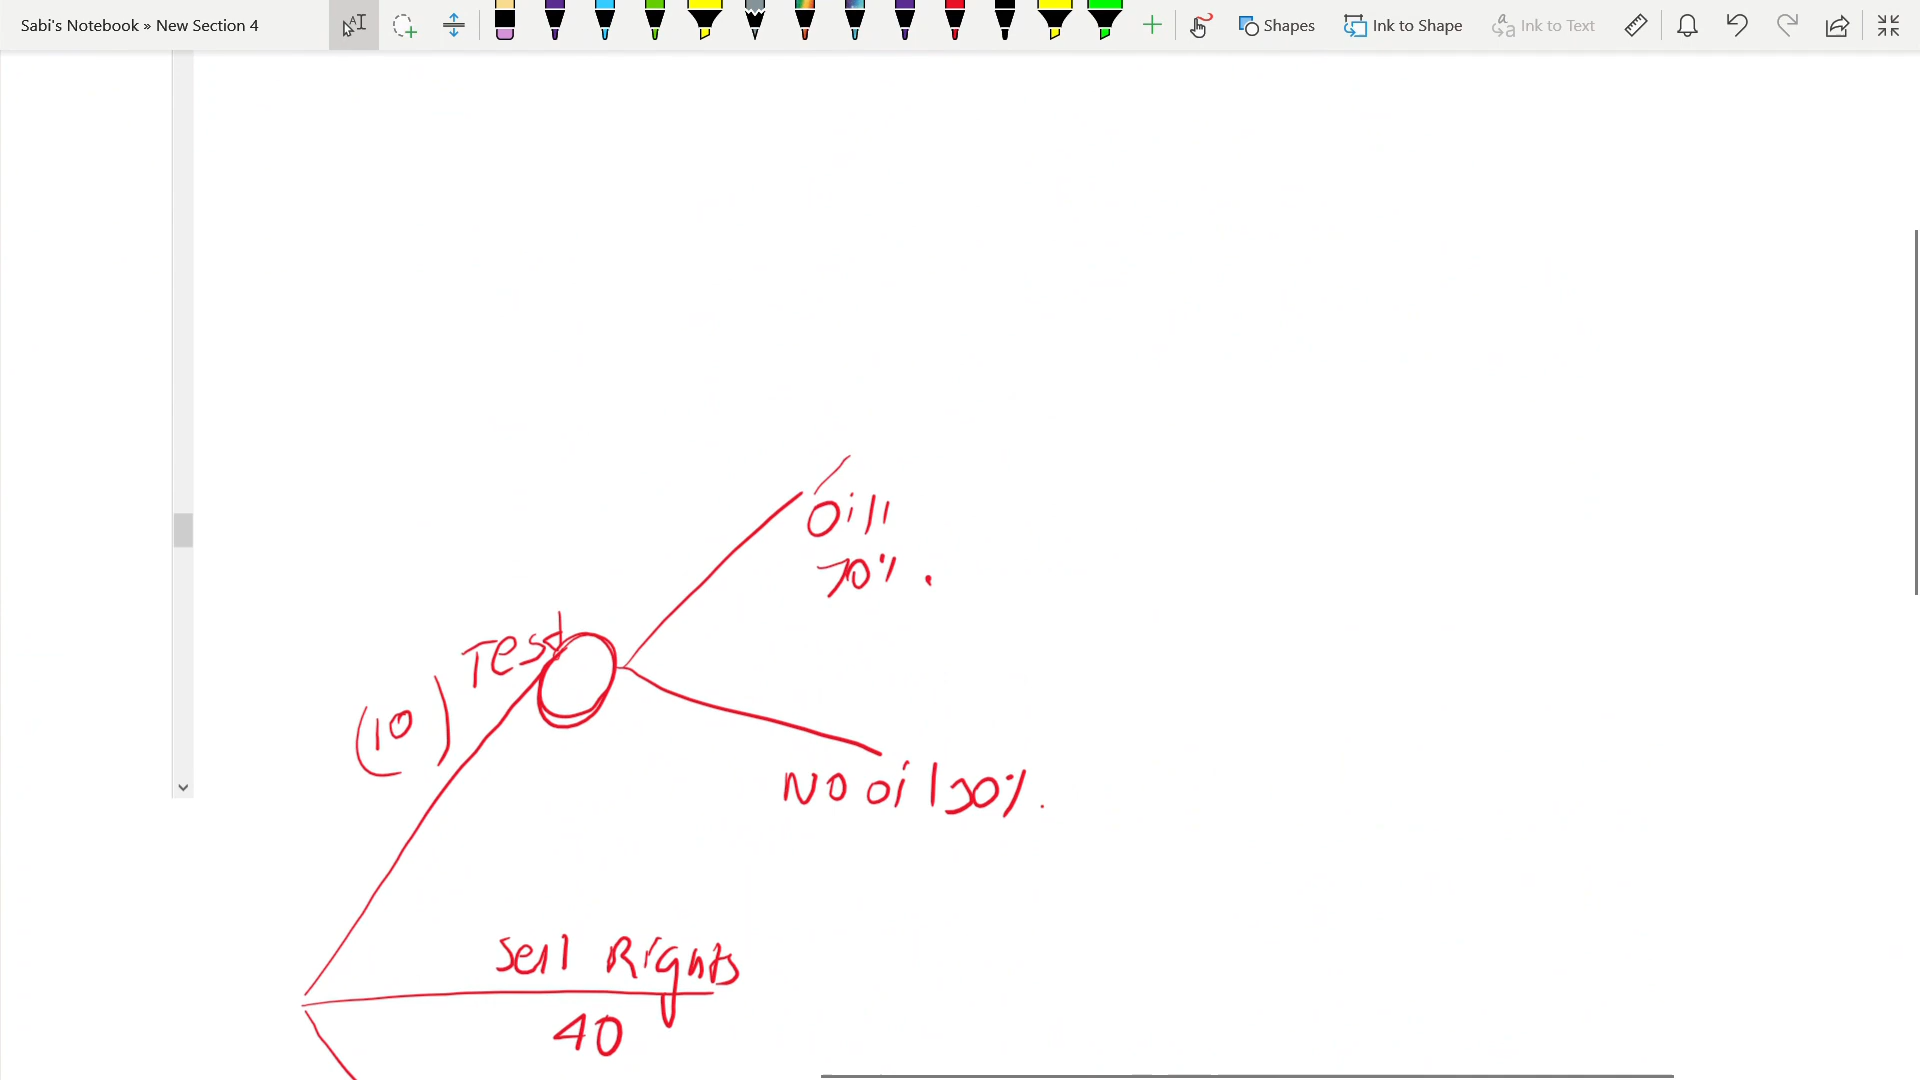 Sabi's Notebook » New Section 4
Shapes
Ink to Shape
Ink to Text
oill
70%.
Test
(10)
NO oil 30%.
Sell Rights
40